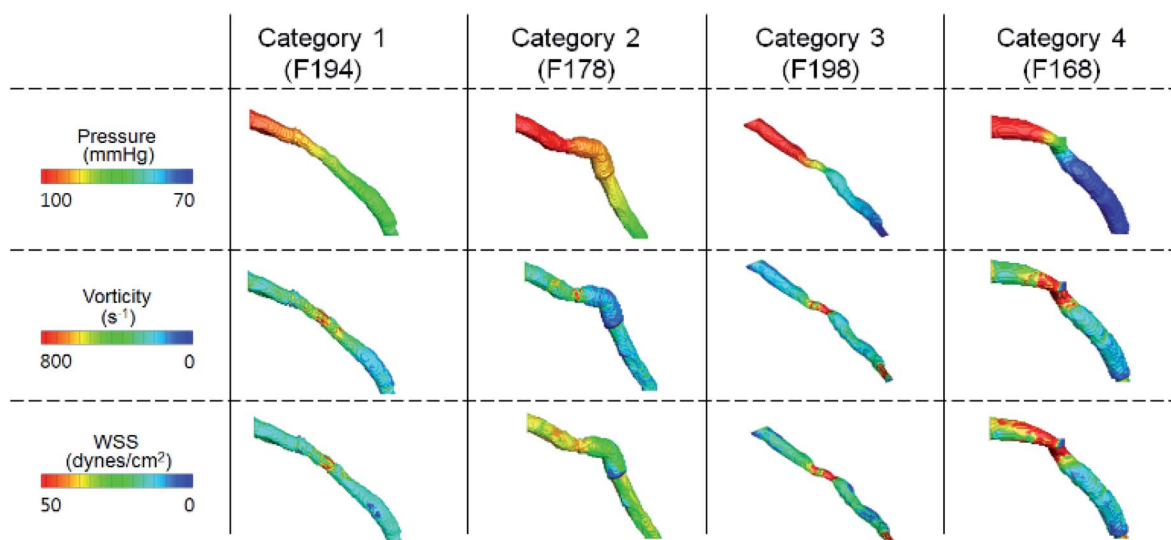 Category 1
(F194)
Category 2
(F178)
Category 3
(F198)
Category 4
(F168)
Pressure
(mmHg)
100 70
Vorticity
(s-1)
800 0
WSS
(dynes/cm2)
50 0